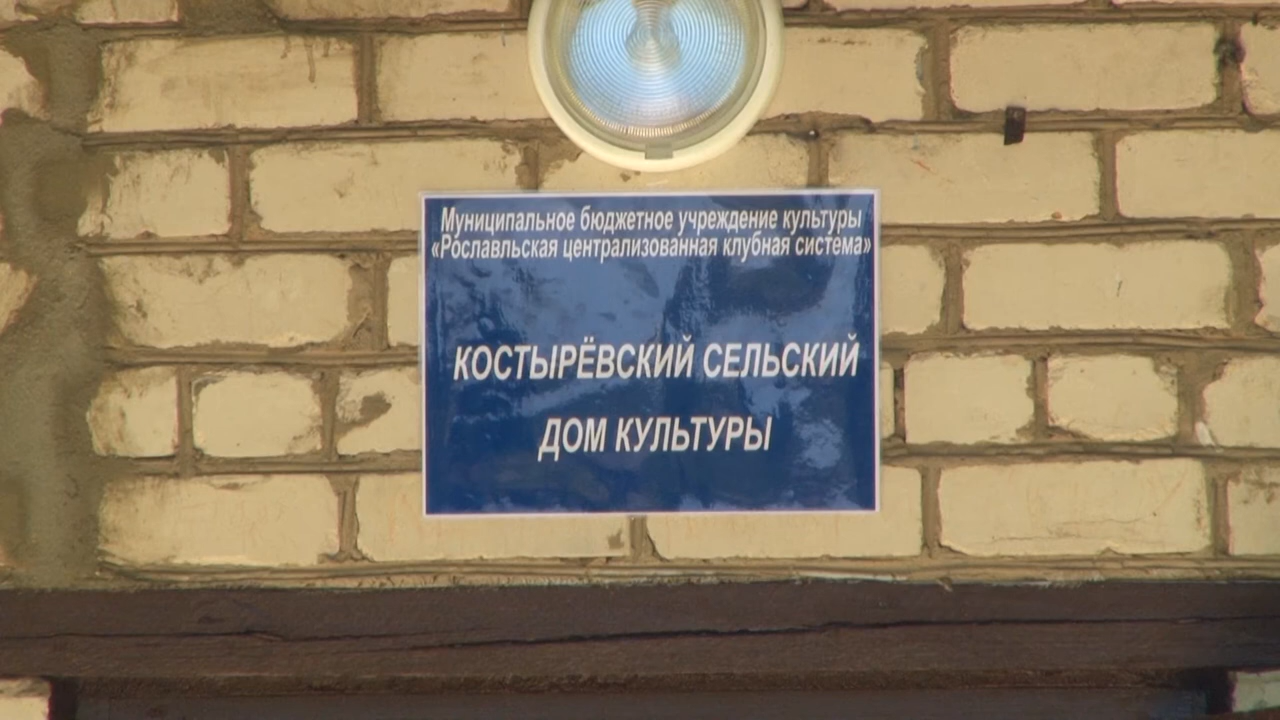 Муниципальное бюджетное учреждение культуры
«Рославльская централизованная клубная система»
КОСТЫРЁВСКИЙ СЕЛЬСКИЙ
ДОМ КУЛЬТУРЫ